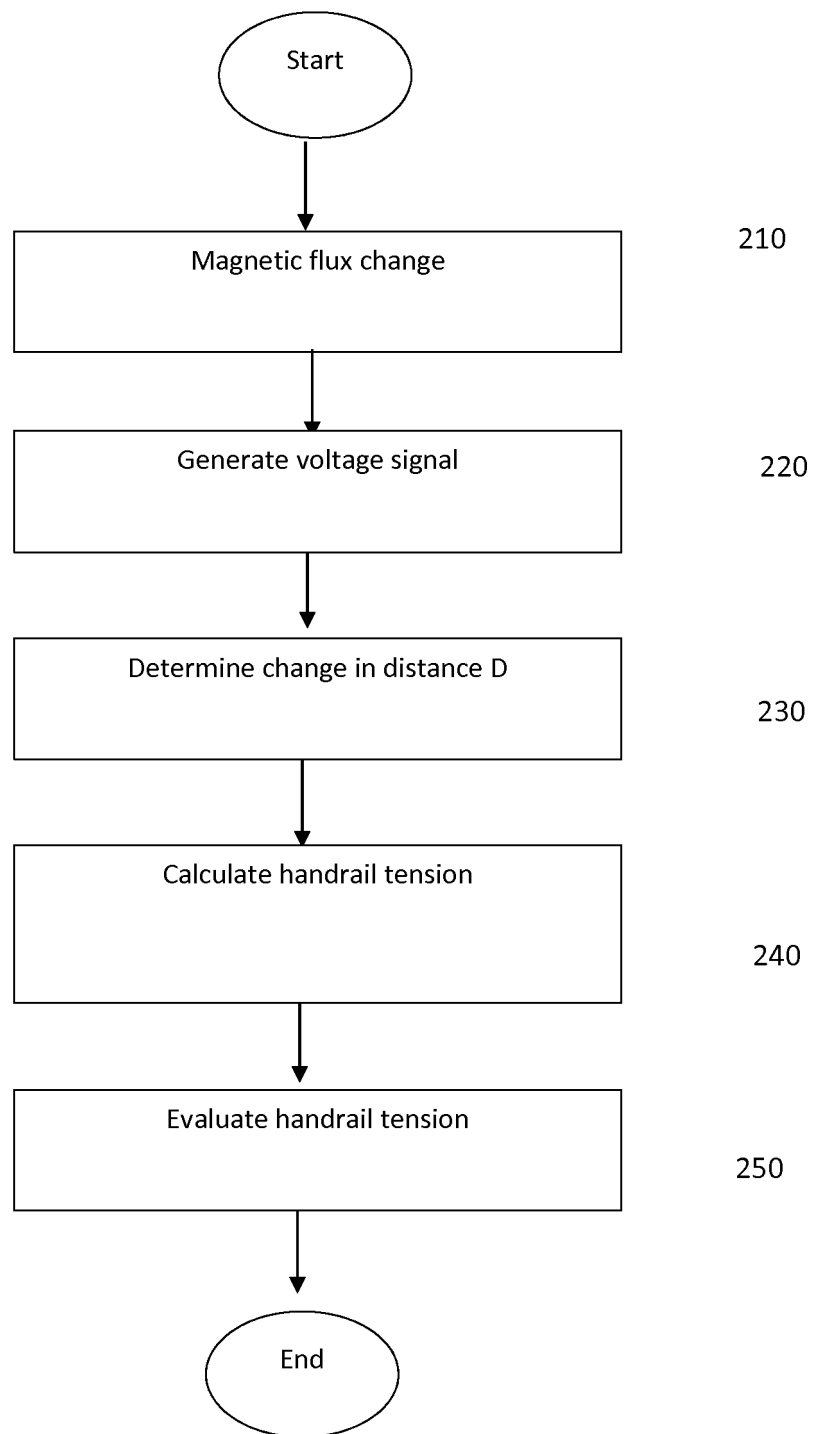 Start
Magnetic flux change
210
Generate voltage signal
220
Determine change in distance D
230
Calculate handrail tension
240
Evaluate handrail tension
250
End